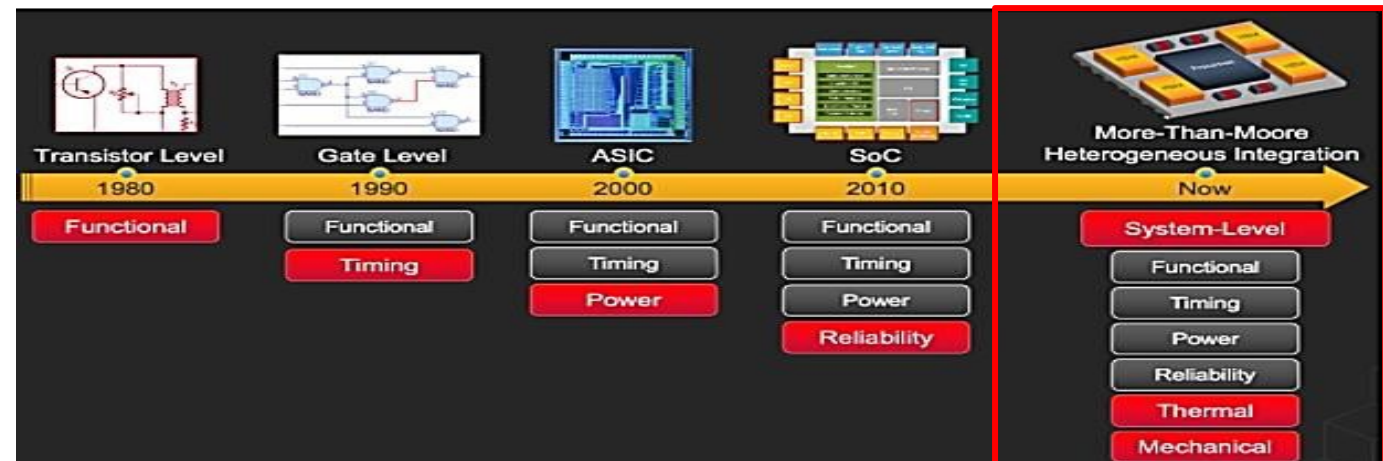 Transistor Level
Gate Level
ASIC
SoC
More-Than-Moore
Heterogeneous Integration
1980
1990
2000
2010
Now
Functional
Functional
Timing
Functional
Timing
Power
Functional
Timing
Power
Reliability
System-Level
Functional
Timing
Power
Reliability
Thermal
Mechanical